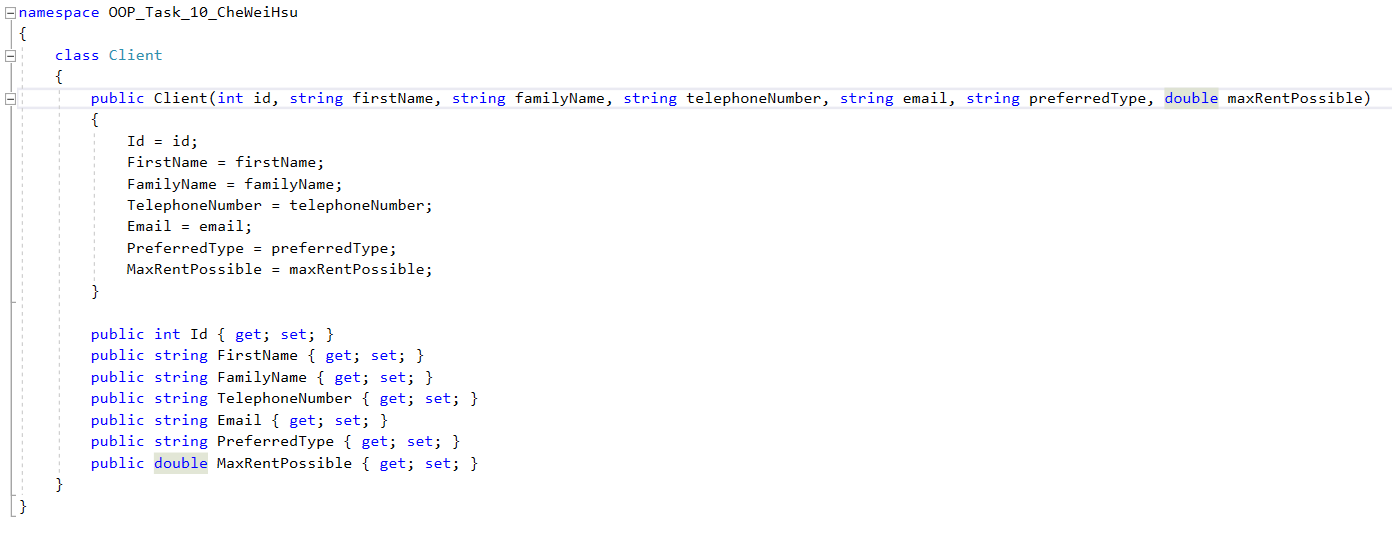 namespace OOP_Task_10_CheWeiHsu
{
    class Client
    {
        public Client(int id, string firstName, string familyName, string telephoneNumber, string email, string preferredType, double maxRentPossible)
        {
            Id = id;
            FirstName = firstName;
            FamilyName = familyName;
            TelephoneNumber = telephoneNumber;
            Email = email;
            PreferredType = preferredType;
            MaxRentPossible = maxRentPossible;
        }

        public int Id { get; set; }
        public string FirstName { get; set; }
        public string FamilyName { get; set; }
        public string TelephoneNumber { get; set; }
        public string Email { get; set; }
        public string PreferredType { get; set; }
        public double MaxRentPossible { get; set; }
    }
}